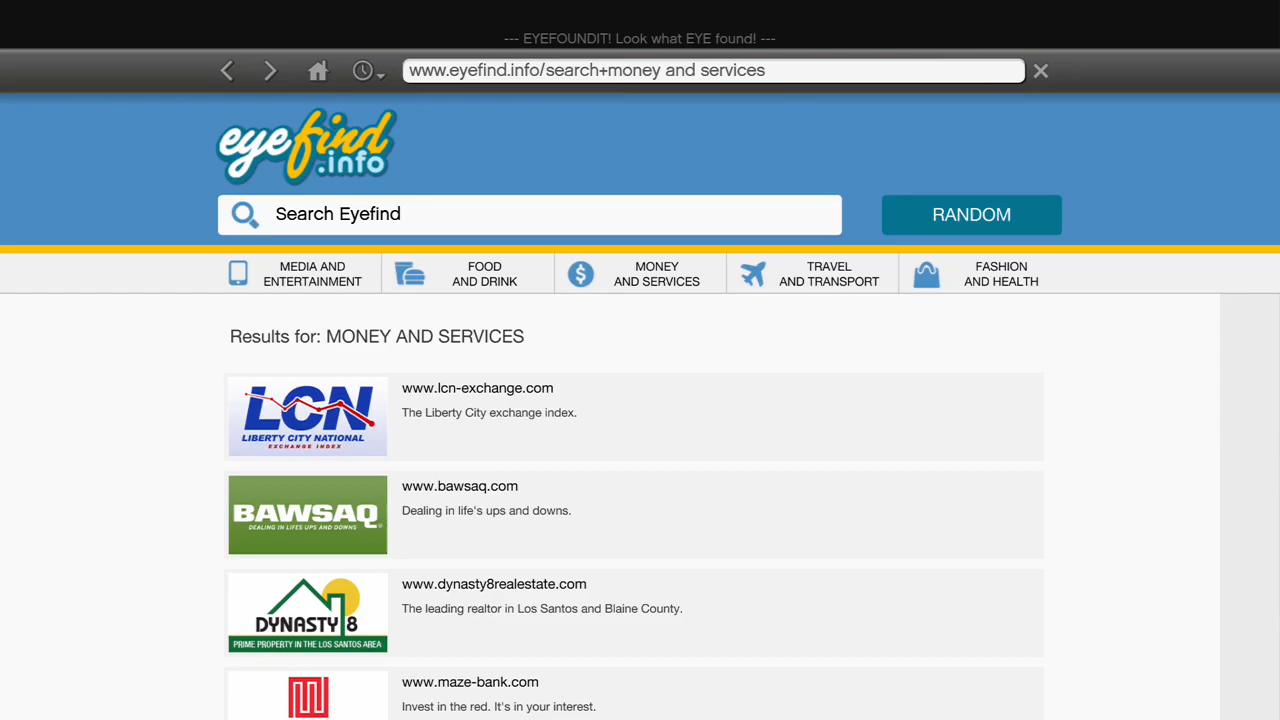 --- EYEFOUNDIT! Look what EYE found! ---
www.eyefind.info/search+money and services
eyefind
.info
Search Eyefind
RANDOM
MEDIA AND
ENTERTAINMENT
FOOD
AND DRINK
MONEY
AND SERVICES
TRAVEL
AND TRANSPORT
FASHION
AND HEALTH
Results for: MONEY AND SERVICES
LCN
LIBERTY CITY NATIONAL
EXCHANGE INDEX
www.lcn-exchange.com
The Liberty City exchange index.
BAWSAQ®
DEALING IN LIFES UPS AND DOWNS
www.bawsaq.com
Dealing in life's ups and downs.
DYNASTY 8
PRIME PROPERTY IN THE LOS SANTOS AREA
www.dynasty8realestate.com
The leading realtor in Los Santos and Blaine County.
www.maze-bank.com
Invest in the red. It's in your interest.